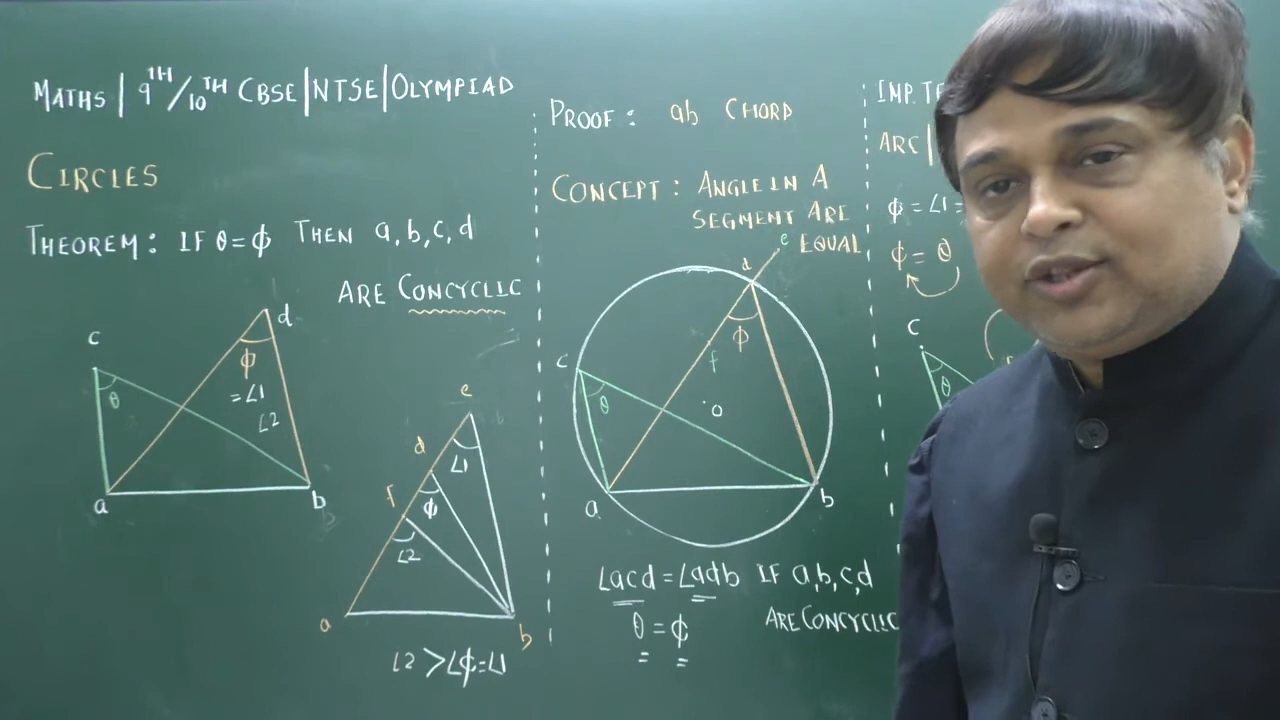 MATHS | 9TH/10TH CBSE|NTSE|OLYMPIAD
CIRCLES
THEOREM: IF θ=ϕ THEN a,b,c,d
ARE CONCYCLIC
c
d
θ
ϕ
=∠1
∠2
a
b
e
d
∠1
f
ϕ
∠2
a
b
∠2 >∠ϕ=∠1
PROOF: ab CHORD
CONCEPT: ANGLE IN A
SEGMENT ARE
EQUAL
e
d
ϕ
c
f
θ
O
a
b
∠acd=∠adb IF a,b,c,d
ARE CONCYCLIC
θ = ϕ
IMP.
ARC|
ϕ=∠1=
ϕ= θ
c
θ